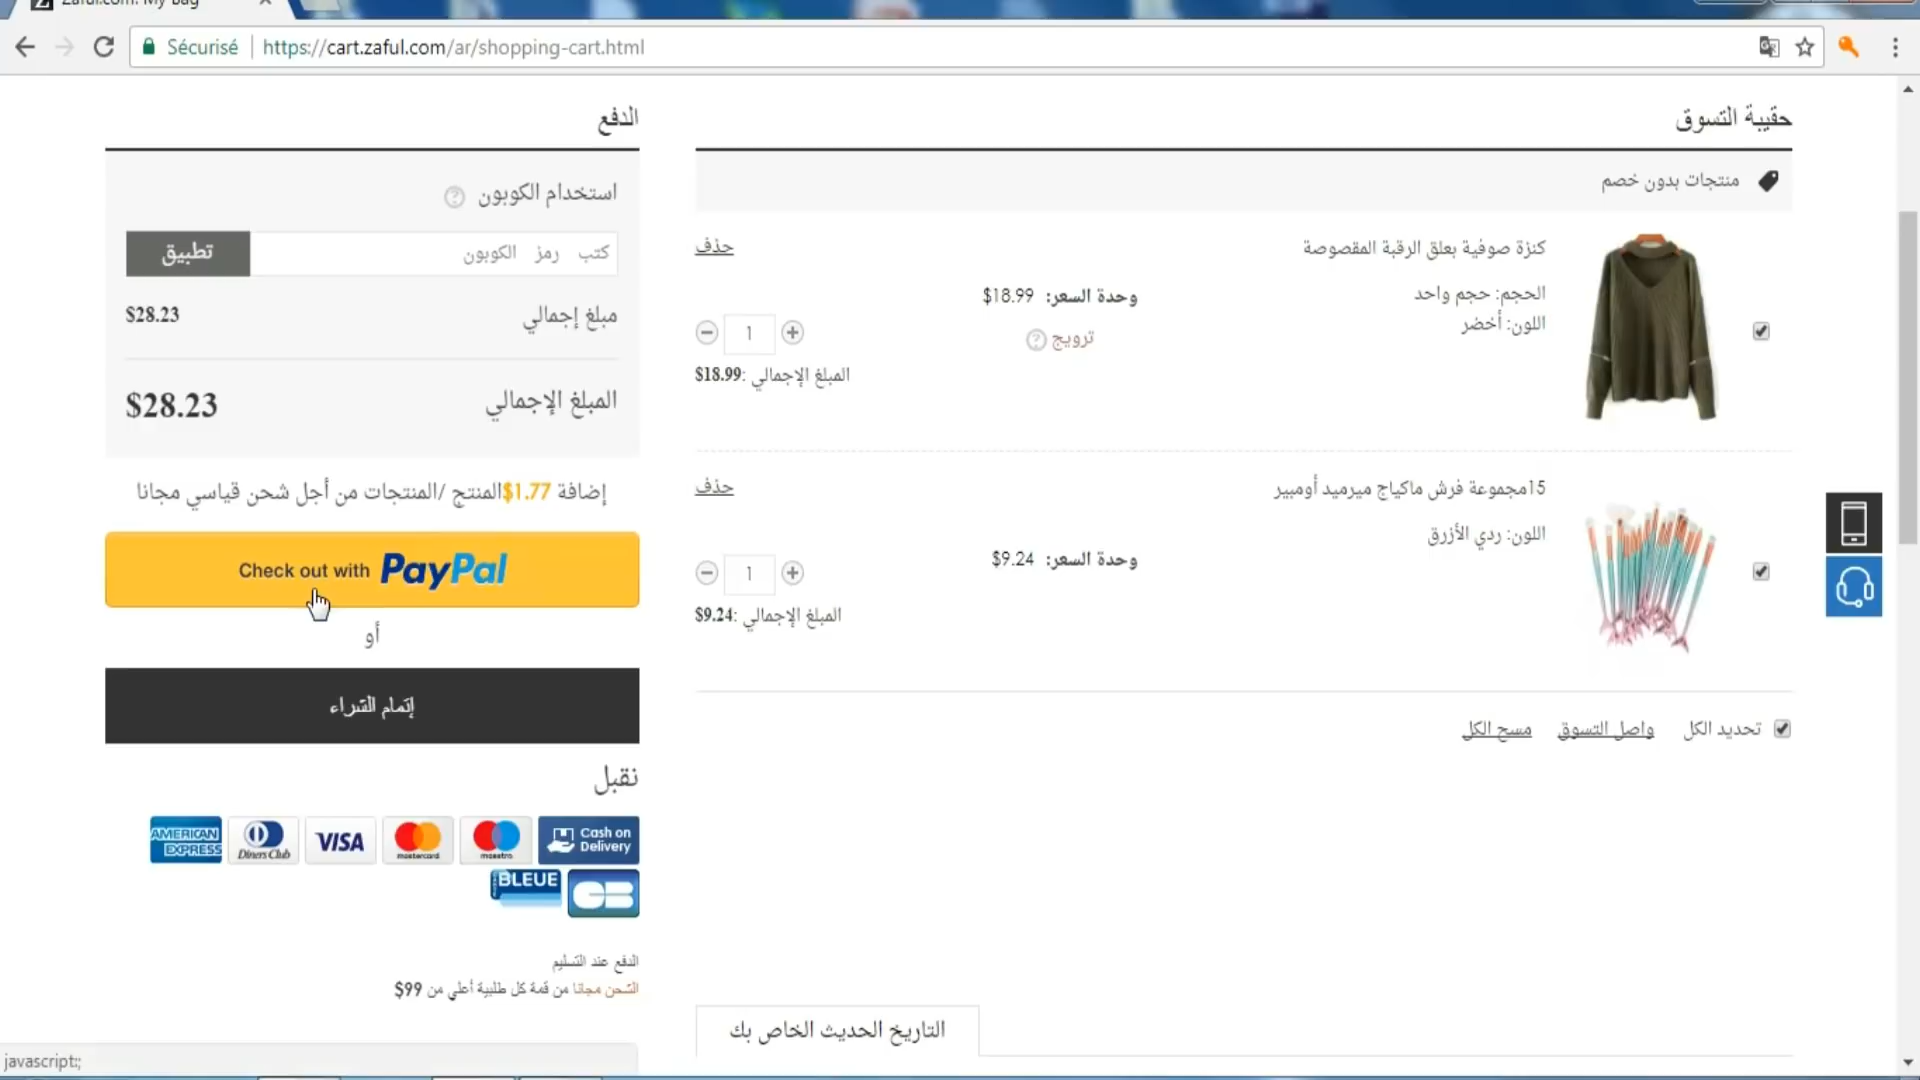 Zaful.com: My Bag
Sécurisé https://cart.zaful.com/ar/shopping-cart.html
حقيبة التسوق
منتجات بدون خصم
كنزة صوفية بعلق الرقبة المقصوصة
الحجم: حجم واحد
اللون: أخضر
وحدة السعر: $18.99
ترويج
حذف
1
المبلغ الإجمالي :$18.99
15مجموعة فرش ماكياج ميرميد أومبير
اللون: ردي الأزرق
وحدة السعر: $9.24
حذف
1
المبلغ الإجمالي :$9.24
تحديد الكل واصل التسوق مسح الكل
التاريخ الحديث الخاص بك
الدفع
استخدام الكوبون
كتب رمز الكوبون تطبيق
مبلغ إجمالي $28.23
المبلغ الإجمالي $28.23
إضافة $1.77المنتج /المنتجات من أجل شحن قياسي مجانا
Check out with PayPal
أو
إتمام الشراء
نقبل
AMERICAN EXPRESS
Diners Club
VISA
mastercard
maestro
Cash on Delivery
BLEUE
CB
الدفع عند التسليم
الشحن مجانا من قمة كل طلبية أعلى من $99
javascript:;